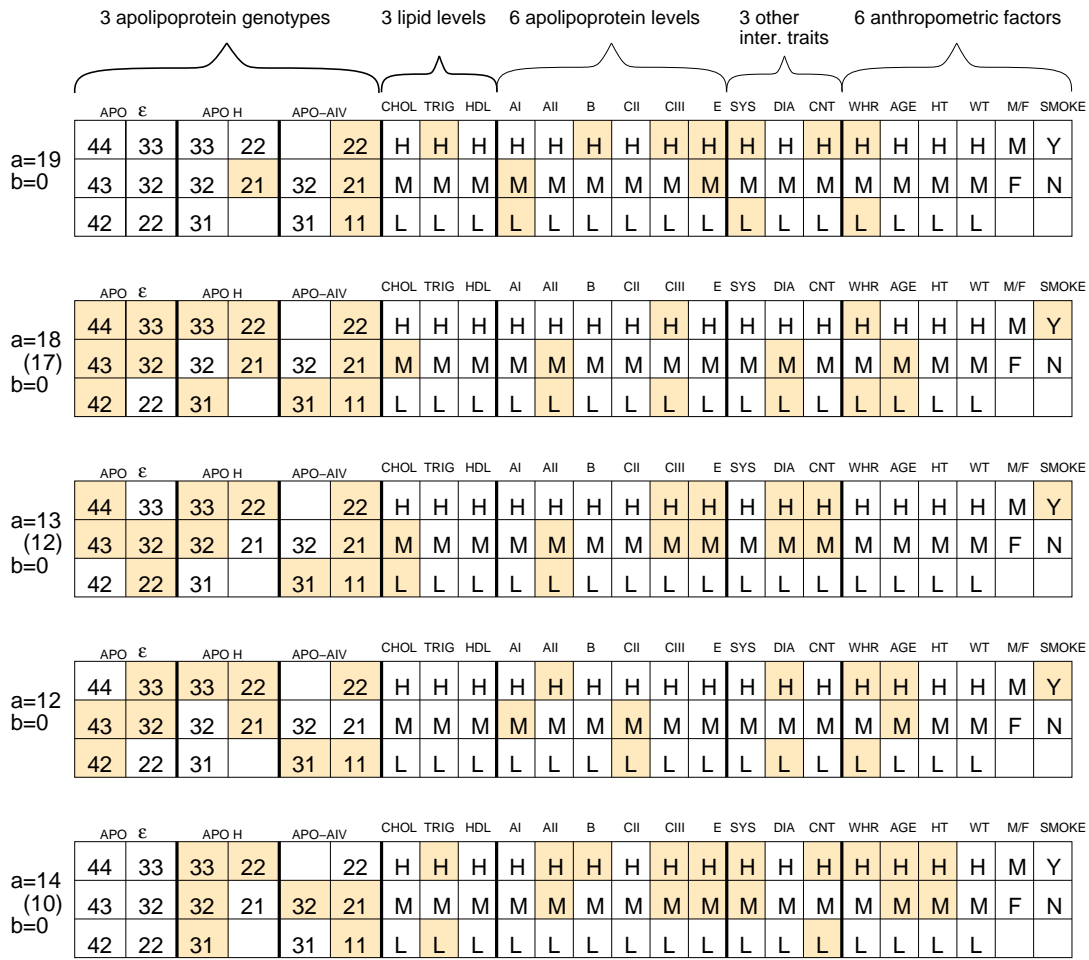 3 apolipoprotein genotypes 3 lipid levels 6 apolipoprotein levels 3 other inter. traits 6 anthropometric factors
APO ε APO H APO–AIV CHOL TRIG HDL AI AII B CII CIII E SYS DIA CNT WHR AGE HT WT M/F SMOKE
a=19
b=0
44 33 33 22 22 H H H H H H H H H H H H H H H H M Y
43 32 32 21 32 21 M M M M M M M M M M M M M M M M F N
42 22 31 31 11 L L L L L L L L L L L L L L L L
APO ε APO H APO–AIV CHOL TRIG HDL AI AII B CII CIII E SYS DIA CNT WHR AGE HT WT M/F SMOKE
a=18
(17)
b=0
44 33 33 22 22 H H H H H H H H H H H H H H H H M Y
43 32 32 21 32 21 M M M M M M M M M M M M M M M M F N
42 22 31 31 11 L L L L L L L L L L L L L L L L
APO ε APO H APO–AIV CHOL TRIG HDL AI AII B CII CIII E SYS DIA CNT WHR AGE HT WT M/F SMOKE
a=13
(12)
b=0
44 33 33 22 22 H H H H H H H H H H H H H H H H M Y
43 32 32 21 32 21 M M M M M M M M M M M M M M M M F N
42 22 31 31 11 L L L L L L L L L L L L L L L L
APO ε APO H APO–AIV CHOL TRIG HDL AI AII B CII CIII E SYS DIA CNT WHR AGE HT WT M/F SMOKE
a=12
b=0
44 33 33 22 22 H H H H H H H H H H H H H H H H M Y
43 32 32 21 32 21 M M M M M M M M M M M M M M M M F N
42 22 31 31 11 L L L L L L L L L L L L L L L L
APO ε APO H APO–AIV CHOL TRIG HDL AI AII B CII CIII E SYS DIA CNT WHR AGE HT WT M/F SMOKE
a=14
(10)
b=0
44 33 33 22 22 H H H H H H H H H H H H H H H H M Y
43 32 32 21 32 21 M M M M M M M M M M M M M M M M F N
42 22 31 31 11 L L L L L L L L L L L L L L L L